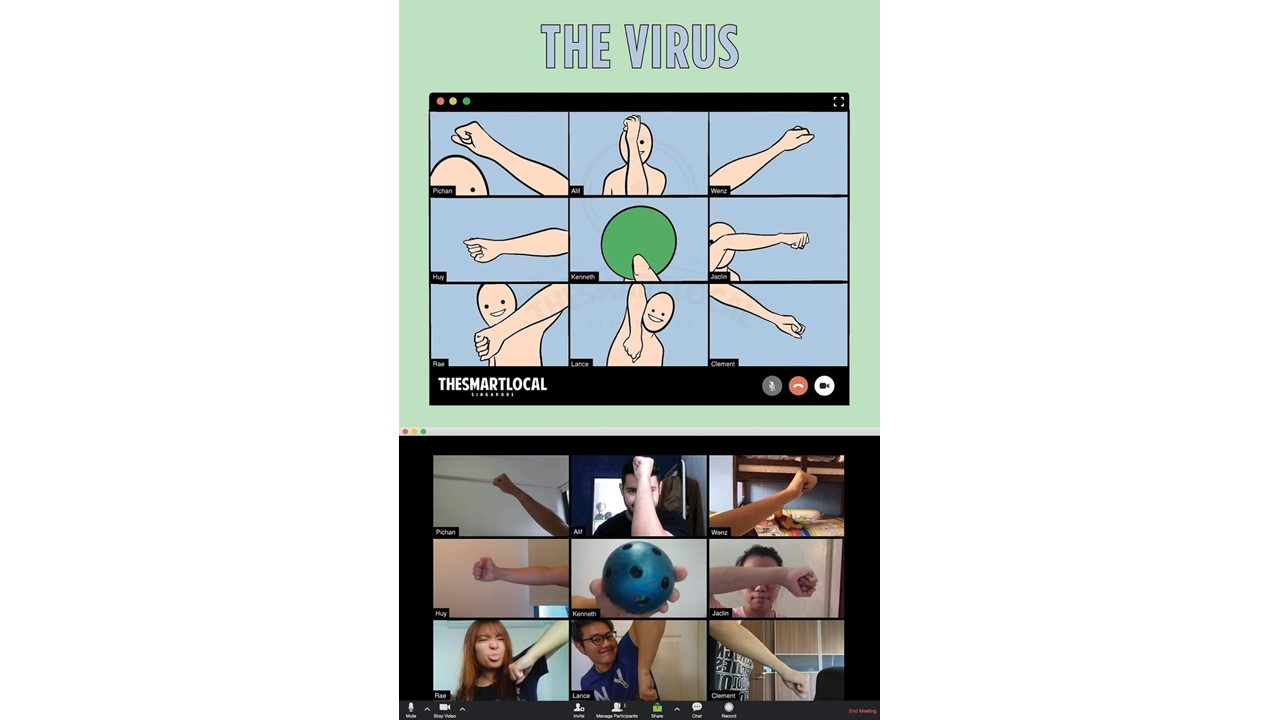 THE VIRUS
Pichan
Alif
Wenz
Huy
Kenneth
Jaclin
Rae
Lance
Clement
THESMARTLOCAL
SINGAPORE
Pichan
Alif
Wenz
Huy
Kenneth
Jaclin
Rae
Lance
Clement
Mute
Stop Video
Invite
Manage Participants
Share
Chat
Record
End Meeting